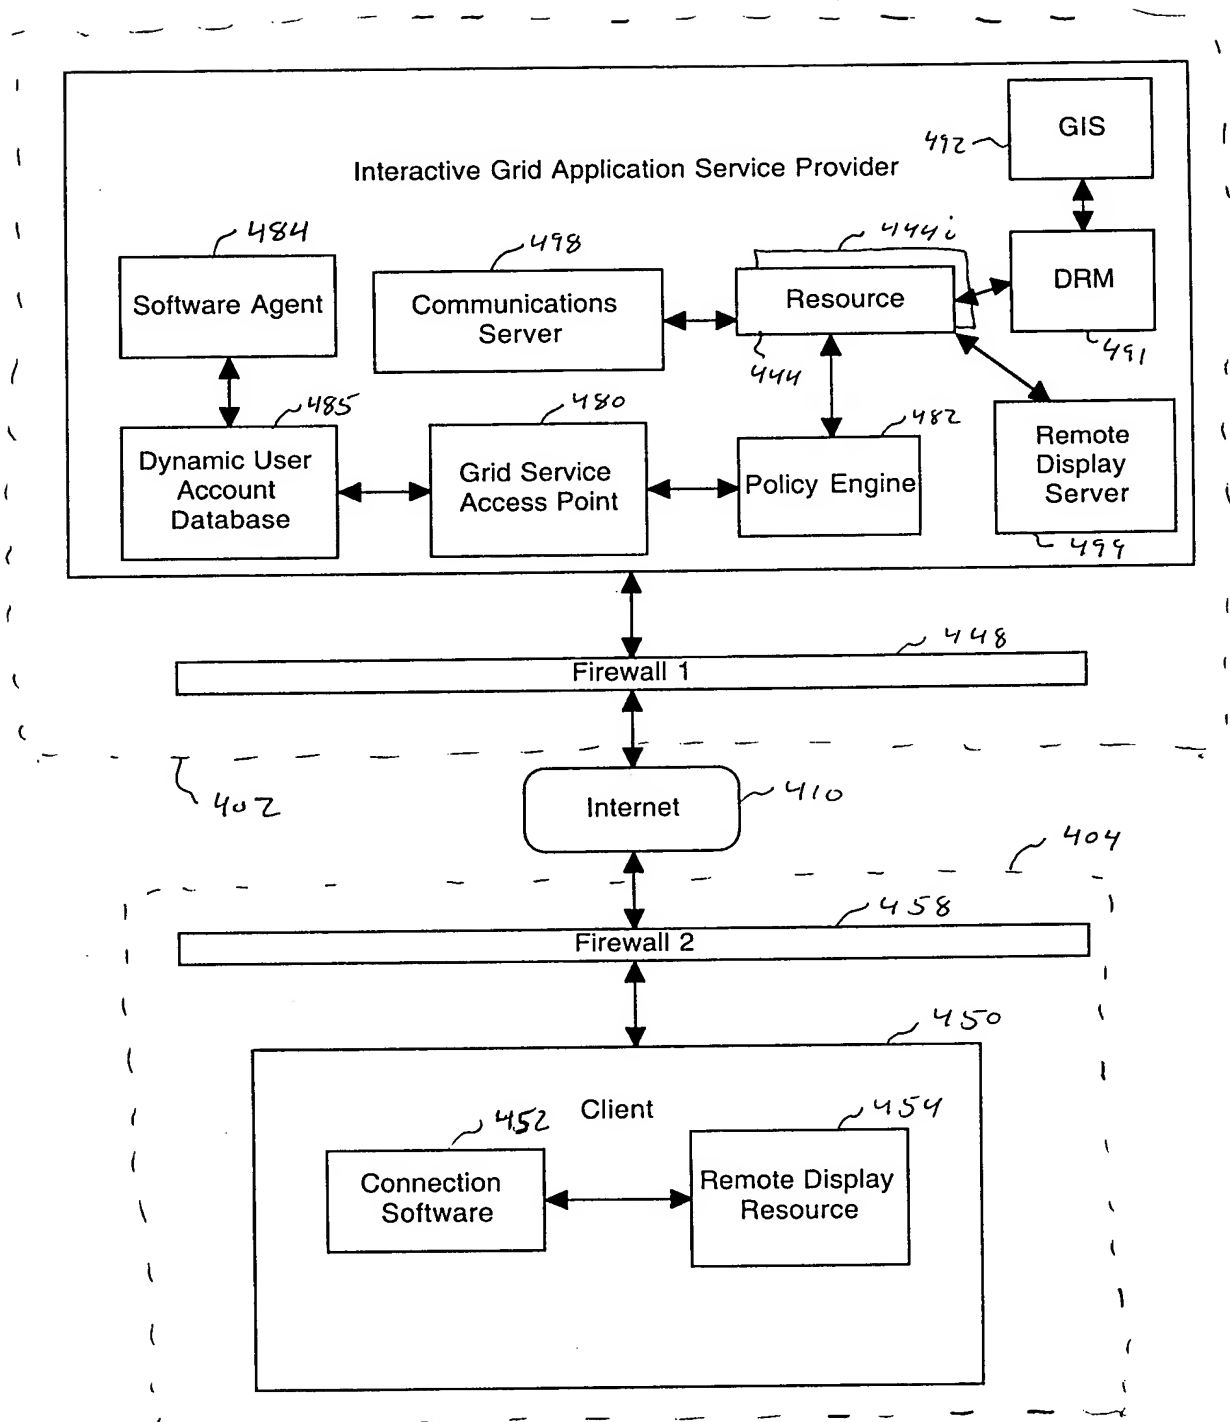 GIS
492
Interactive Grid Application Service Provider
484
498
444i
Software Agent
Communications
Server
Resource
DRM
444
491
485
480
482
Dynamic User
Account
Database
Grid Service
Access Point
Policy Engine
Remote
Display
Server
499
448
Firewall 1
402
Internet
410
404
458
Firewall 2
450
Client
452
454
Connection
Software
Remote Display
Resource